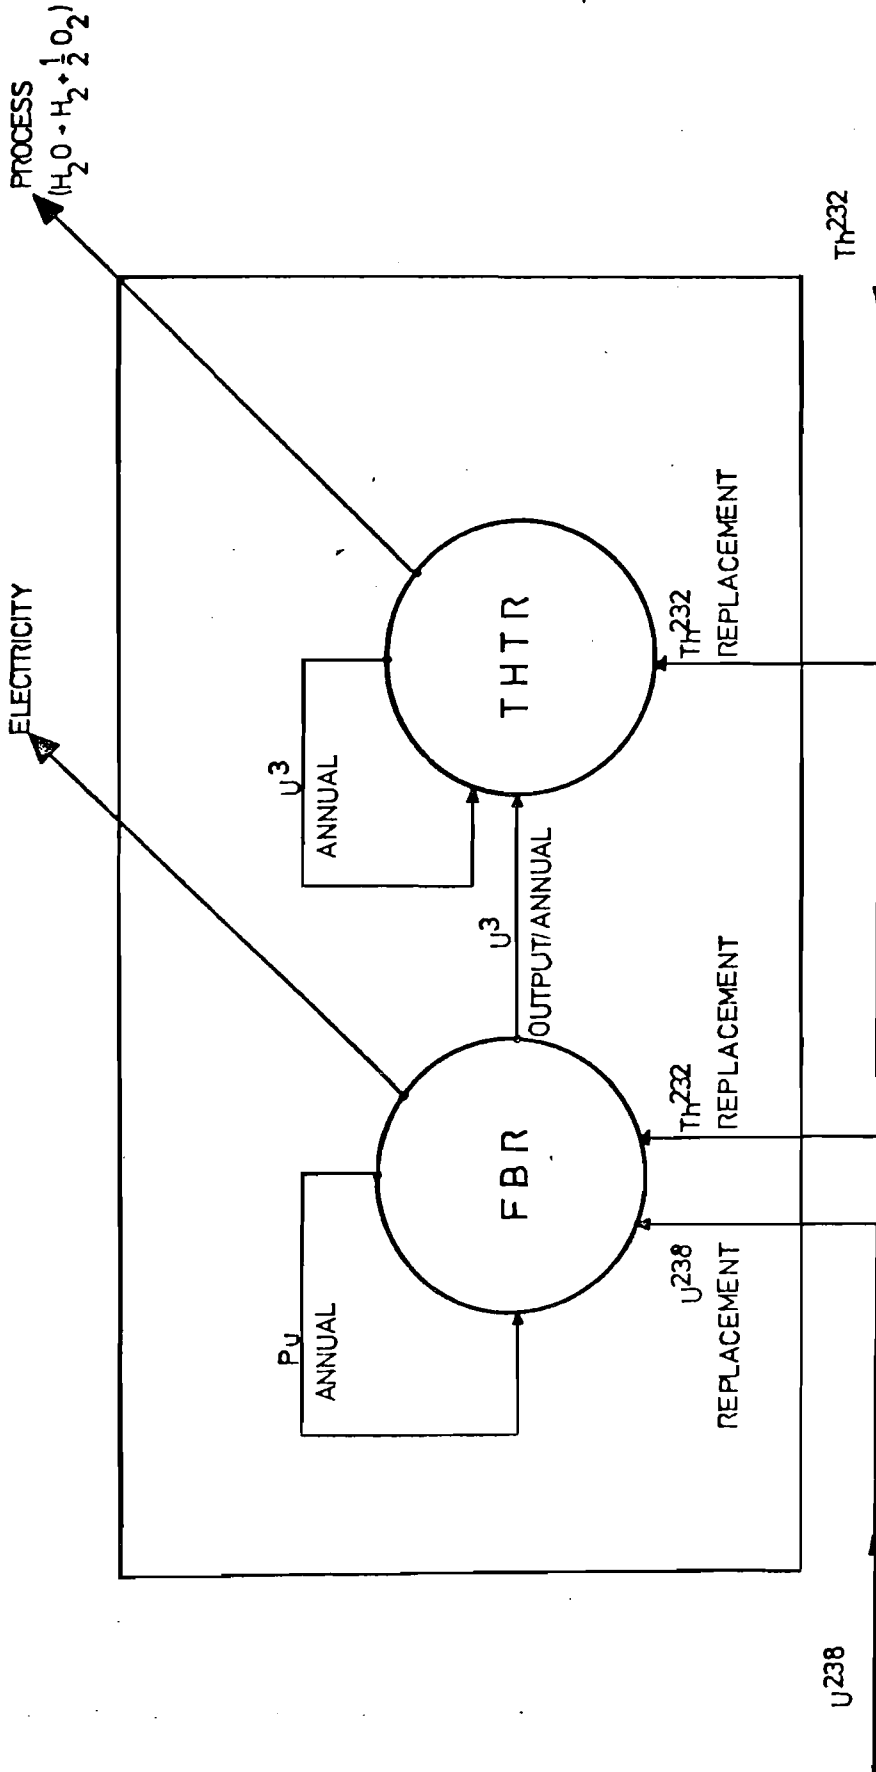 ELECTRICITY
PROCESS
(H₂O → H₂ + ½ O₂)
Pu
ANNUAL
U³
ANNUAL
FBR
U³
OUTPUT/ANNUAL
THTR
U²³⁸
REPLACEMENT
Th²³²
REPLACEMENT
Th²³²
REPLACEMENT
U²³⁸
Th²³²